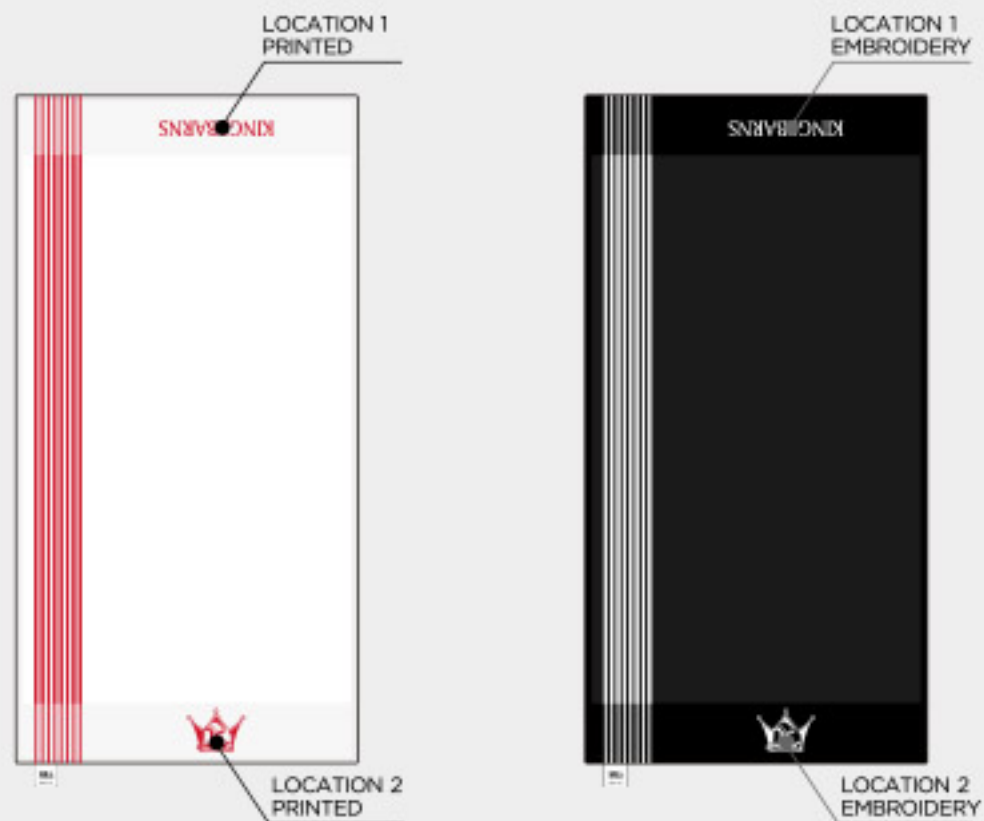 LOCATION 1
PRINTED
LOCATION 1
EMBROIDERY
KINGSBARNS
KINGSBARNS
LOCATION 2
PRINTED
LOCATION 2
EMBROIDERY